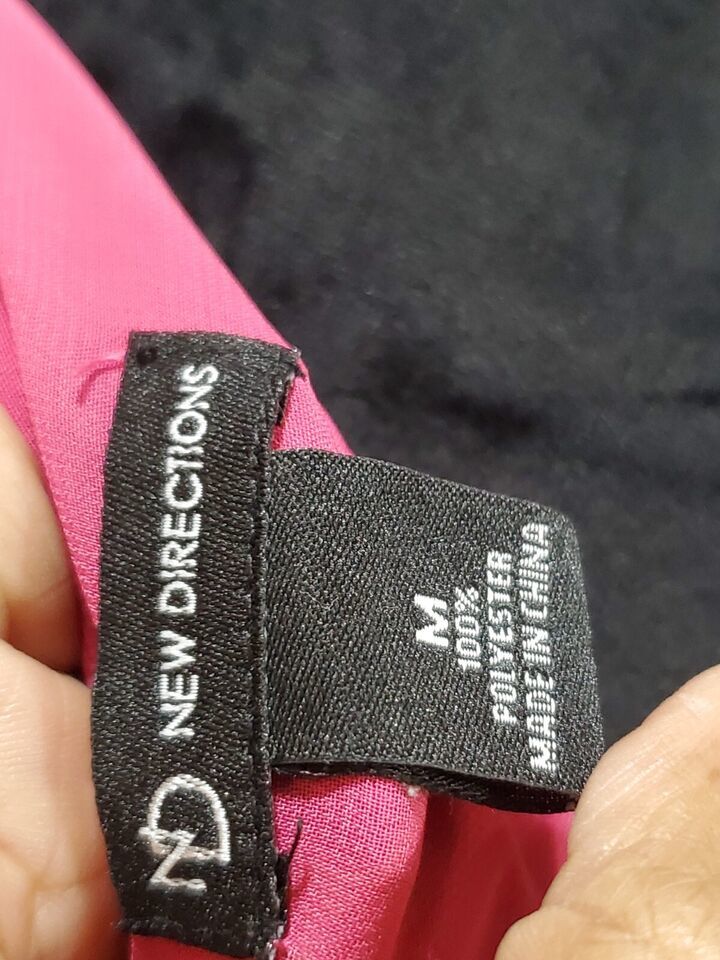 ND NEW DIRECTIONS
M
100%
POLYESTER
MADE IN CHINA